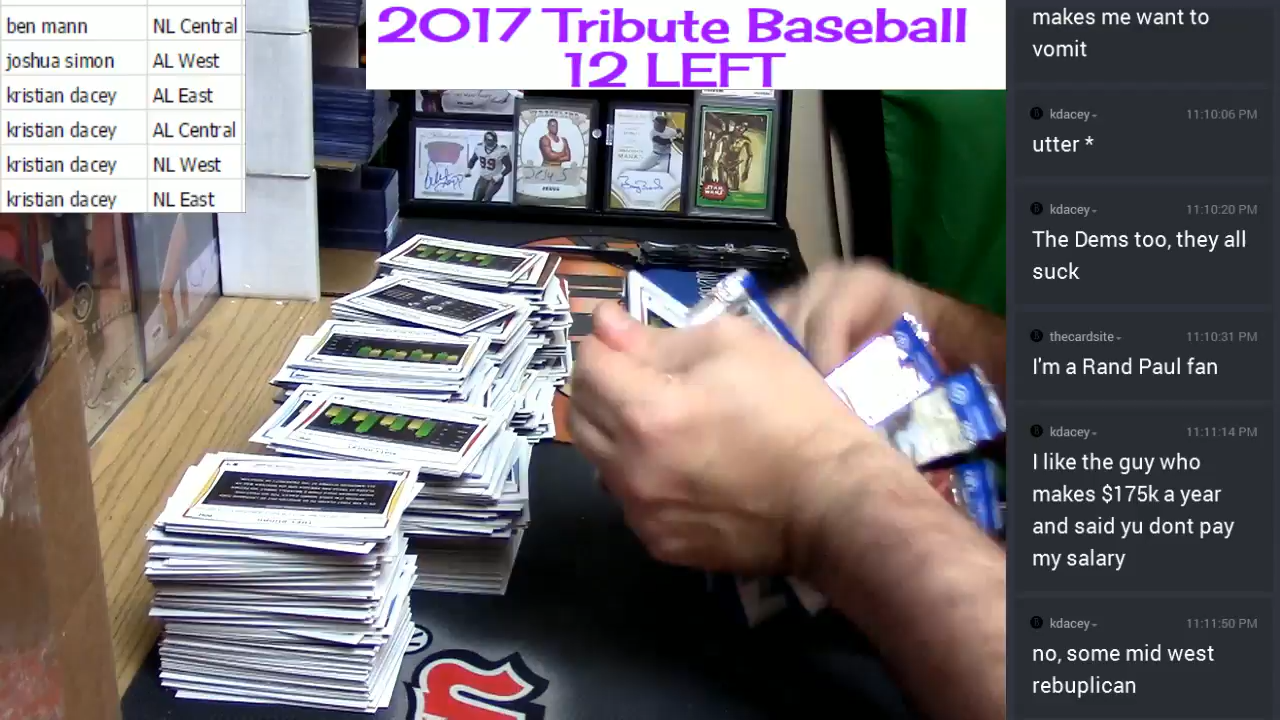 ben mann NL Central
joshua simon AL West
kristian dacey AL East
kristian dacey AL Central
kristian dacey NL West
kristian dacey NL East
2017 Tribute Baseball
12 LEFT
99
STAR
WARS
makes me want to
vomit
kdacey 11:10:06 PM
utter *
kdacey 11:10:20 PM
The Dems too, they all
suck
thecardsite 11:10:31 PM
I'm a Rand Paul fan
kdacey 11:11:14 PM
I like the guy who
makes $175k a year
and said yu dont pay
my salary
kdacey 11:11:50 PM
no, some mid west
rebuplican